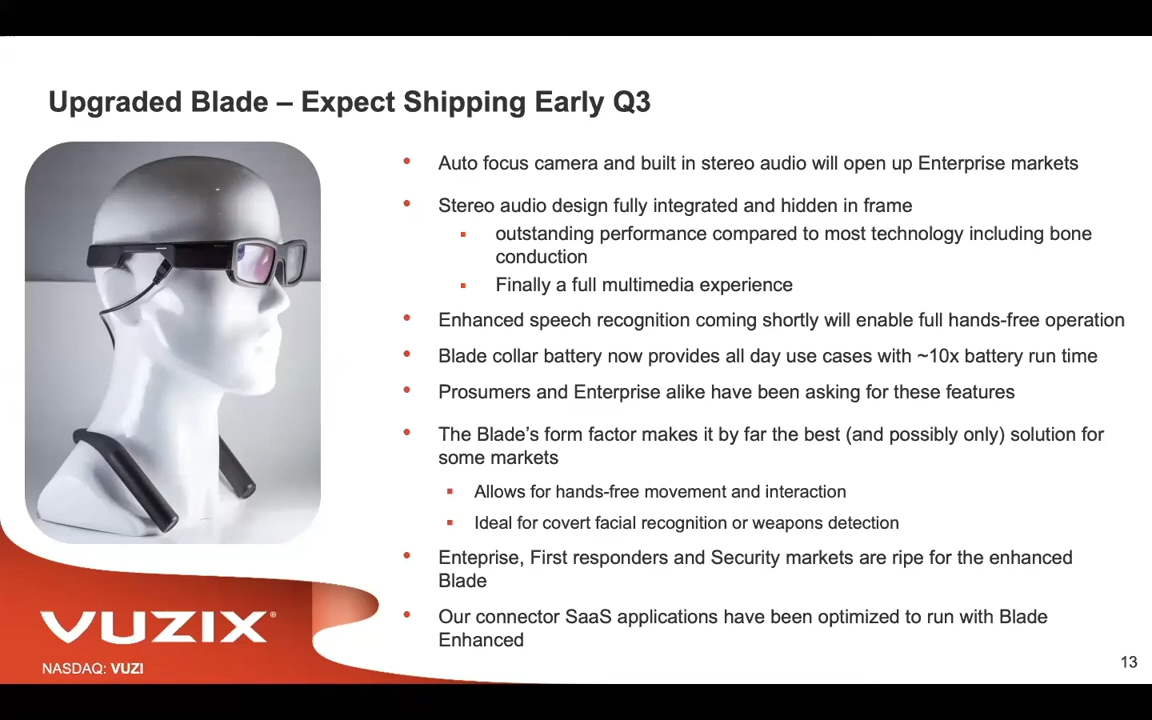 Upgraded Blade – Expect Shipping Early Q3
Auto focus camera and built in stereo audio will open up Enterprise markets
Stereo audio design fully integrated and hidden in frame
outstanding performance compared to most technology including bone
conduction
Finally a full multimedia experience
Enhanced speech recognition coming shortly will enable full hands-free operation
Blade collar battery now provides all day use cases with ~10x battery run time
Prosumers and Enterprise alike have been asking for these features
The Blade’s form factor makes it by far the best (and possibly only) solution for
some markets
Allows for hands-free movement and interaction
Ideal for covert facial recognition or weapons detection
Enteprise, First responders and Security markets are ripe for the enhanced
Blade
Our connector SaaS applications have been optimized to run with Blade
Enhanced
VUZIX®
NASDAQ: VUZI
13